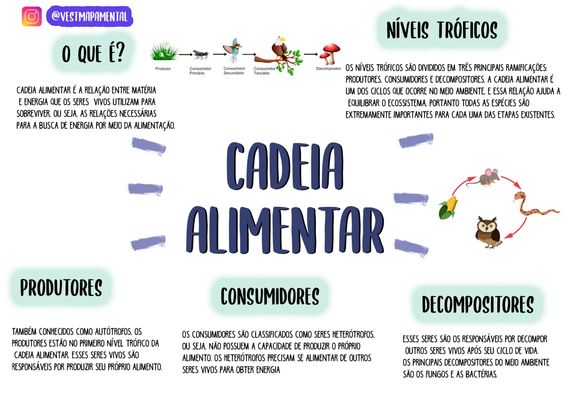 @VESTMAPAMENTAL
O QUE É?
Produtor
Consumidor
Primário
Consumidor
Secundário
Consumidor
Terciário
Decompositor
CADEIA ALIMENTAR É A RELAÇÃO ENTRE MATÉRIA
E ENERGIA QUE OS SERES VIVOS UTILIZAM PARA
SOBREVIVER, OU SEJA, AS RELAÇÕES NECESSÁRIAS
PARA A BUSCA DE ENERGIA POR MEIO DA ALIMENTAÇÃO.
NÍVEIS TRÓFICOS
OS NÍVEIS TRÓFICOS SÃO DIVIDIDOS EM TRÊS PRINCIPAIS RAMIFICAÇÕES:
PRODUTORES, CONSUMIDORES E DECOMPOSITORES. A CADEIA ALIMENTAR É
UM DOS CICLOS QUE OCORRE NO MEIO AMBIENTE, E ESSA RELAÇÃO AJUDA A
EQUILIBRAR O ECOSSISTEMA, PORTANTO TODAS AS ESPÉCIES SÃO
EXTREMAMENTE IMPORTANTES PARA CADA UMA DAS ETAPAS EXISTENTES.
CADEIA
ALIMENTAR
PRODUTORES
TAMBÉM CONHECIDOS COMO AUTÓTROFOS, OS
PRODUTORES ESTÃO NO PRIMEIRO NÍVEL TRÓFICO DA
CADEIA ALIMENTAR. ESSES SERES VIVOS SÃO
RESPONSÁVEIS POR PRODUZIR SEU PRÓPRIO ALIMENTO.
CONSUMIDORES
OS CONSUMIDORES SÃO CLASSIFICADOS COMO SERES HETERÓTROFOS,
OU SEJA, NÃO POSSUEM A CAPACIDADE DE PRODUZIR O PRÓPRIO
ALIMENTO. OS HETERÓTROFOS PRECISAM SE ALIMENTAR DE OUTROS
SERES VIVOS PARA OBTER ENERGIA
DECOMPOSITORES
ESSES SERES SÃO OS RESPONSÁVEIS POR DECOMPOR
OUTROS SERES VIVOS APÓS SEU CICLO DE VIDA.
OS PRINCIPAIS DECOMPOSITORES DO MEIO AMBIENTE
SÃO OS FUNGOS E AS BACTÉRIAS.